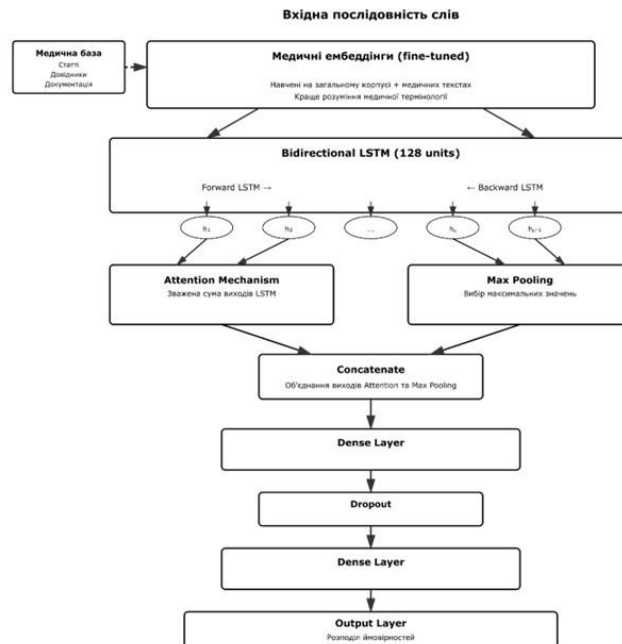 Вхідна послідовність слів
Медична база
Статті
Довідники
Документація
Медичні ембеддінги (fine-tuned)
Навчені на загальному корпусі + медичних текстах
Краще розуміння медичної термінології
Bidirectional LSTM (128 units)
Forward LSTM →
← Backward LSTM
h₁
h₂
...
Attention Mechanism
Зважена сума виходів LSTM
Max Pooling
Вибір максимальних значень
Concatenate
Об'єднання виходів Attention та Max Pooling
Dense Layer
Dropout
Dense Layer
Output Layer
Розподіл ймовірностей